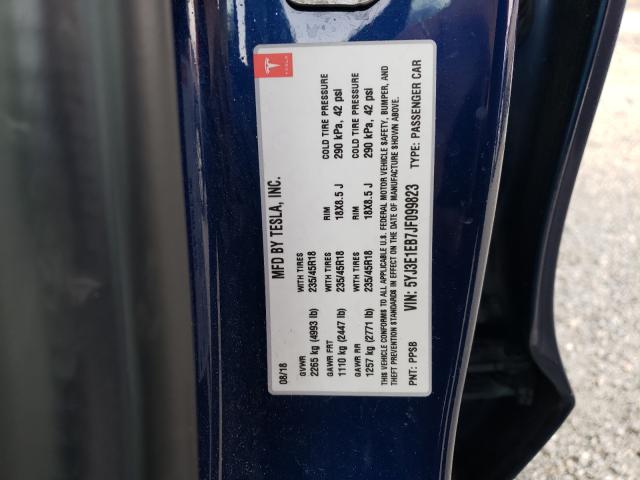 TESLA
08/18 MFD BY TESLA, INC.
GVWR WITH TIRES RIM COLD TIRE PRESSURE
2265 kg (4993 lb) 235/45R18 18X8.5 J 290 kPa, 42 psi
GAWR FRT
1110 kg (2447 lb) 235/45R18
GAWR RR WITH TIRES RIM COLD TIRE PRESSURE
1257 kg (2771 lb) 235/45R18 18X8.5 J 290 kPa, 42 psi
THIS VEHICLE CONFORMS TO ALL APPLICABLE U.S. FEDERAL MOTOR VEHICLE SAFETY, BUMPER, AND
THEFT PREVENTION STANDARDS IN EFFECT ON THE DATE OF MANUFACTURE SHOWN ABOVE.
PNT: PPSB VIN: 5YJ3E1EB7JF099823 TYPE: PASSENGER CAR